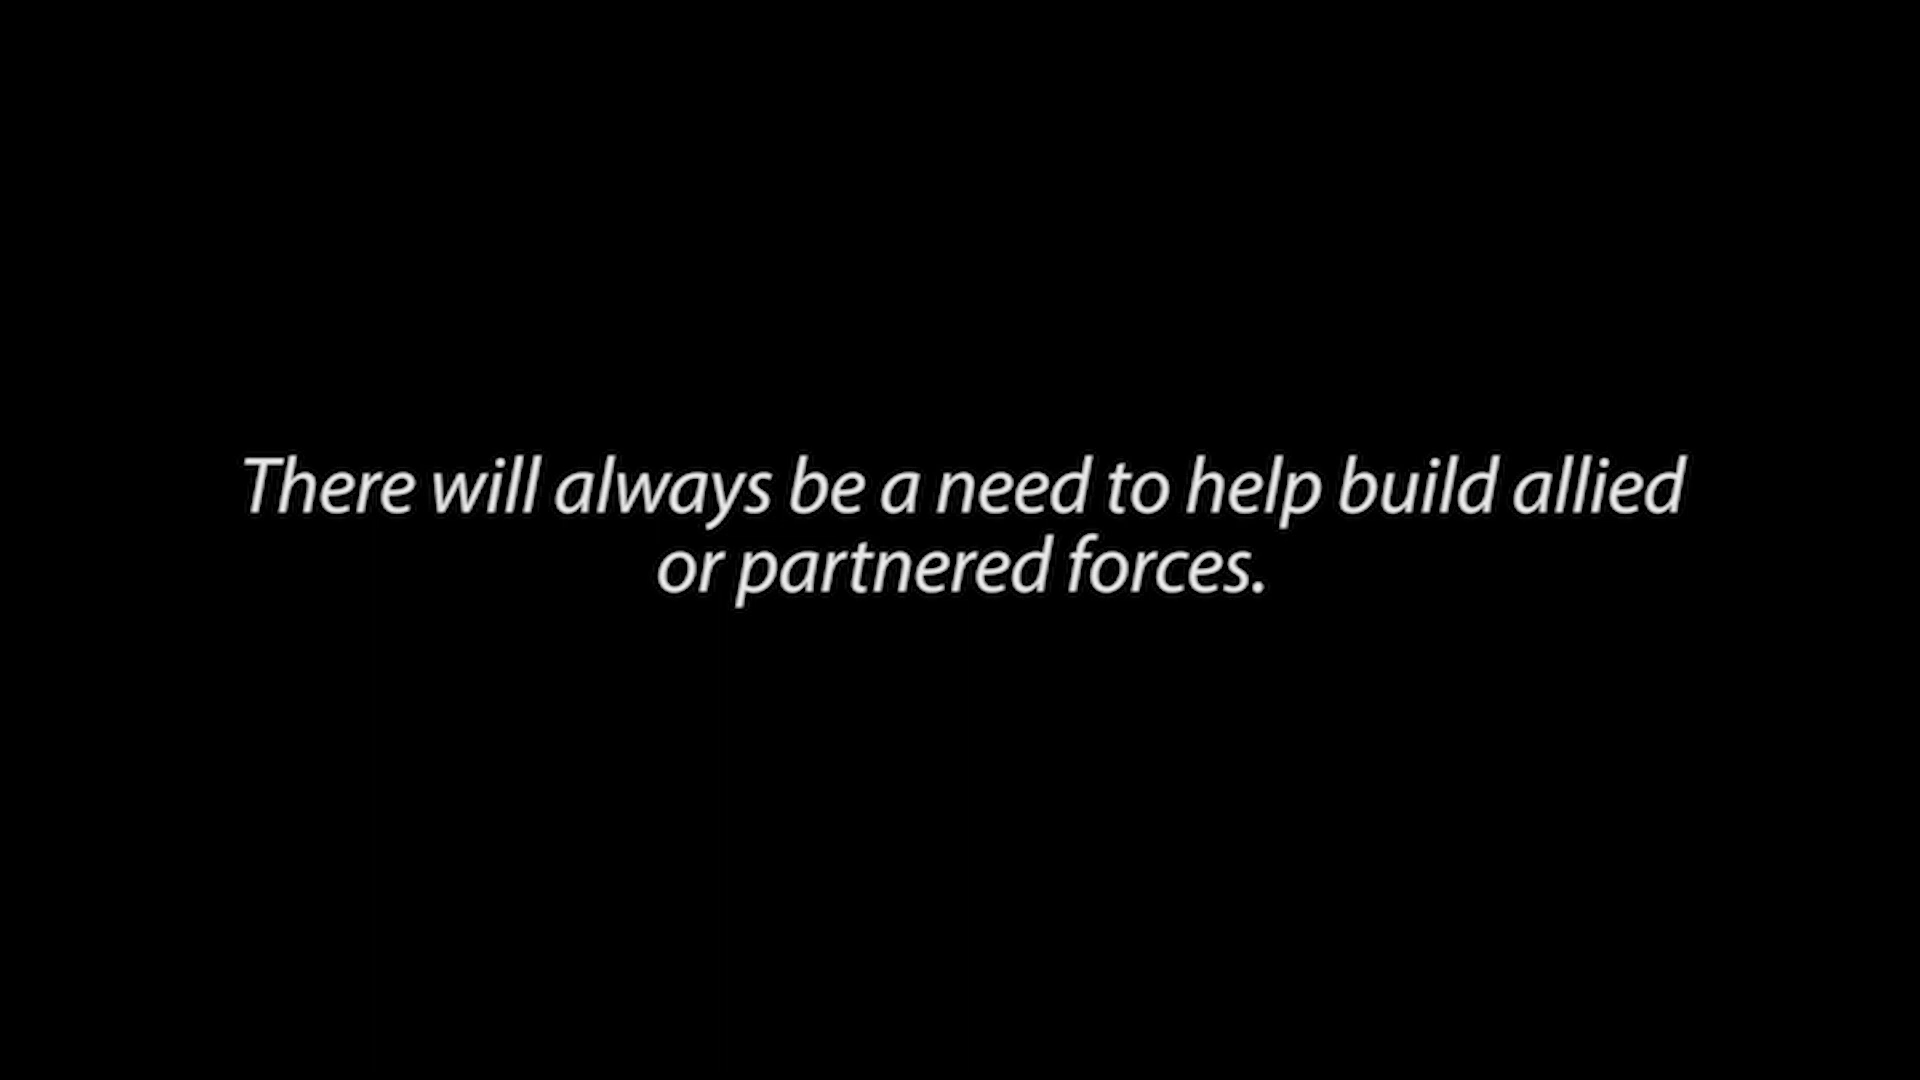 There will always be a need to help build allied
or partnered forces.